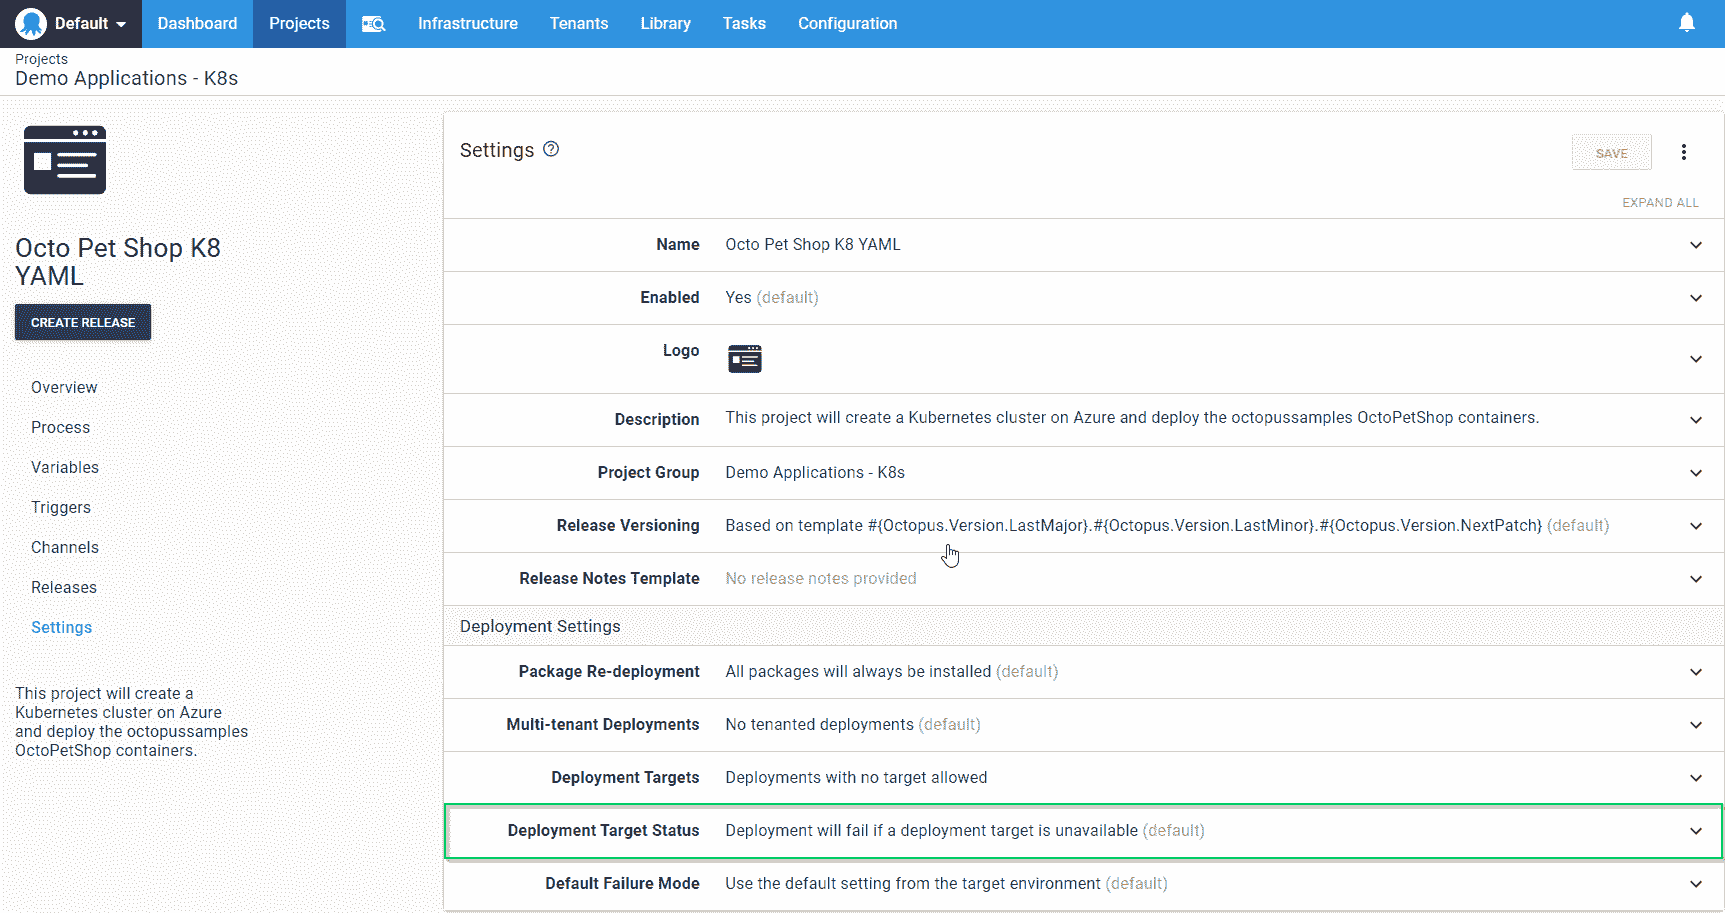 Default Dashboard Projects Infrastructure Tenants Library Tasks Configuration
Projects
Demo Applications - K8s
Octo Pet Shop K8
YAML
CREATE RELEASE
Overview
Process
Variables
Triggers
Channels
Releases
Settings
This project will create a
Kubernetes cluster on Azure
and deploy the octopussamples
OctoPetShop containers.
Settings ?
SAVE
EXPAND ALL
Name Octo Pet Shop K8 YAML
Enabled Yes (default)
Logo
Description This project will create a Kubernetes cluster on Azure and deploy the octopussamples OctoPetShop containers.
Project Group Demo Applications - K8s
Release Versioning Based on template #{Octopus.Version.LastMajor}.#{Octopus.Version.LastMinor}.#{Octopus.Version.NextPatch} (default)
Release Notes Template No release notes provided
Deployment Settings
Package Re-deployment All packages will always be installed (default)
Multi-tenant Deployments No tenanted deployments (default)
Deployment Targets Deployments with no target allowed
Deployment Target Status Deployment will fail if a deployment target is unavailable (default)
Default Failure Mode Use the default setting from the target environment (default)